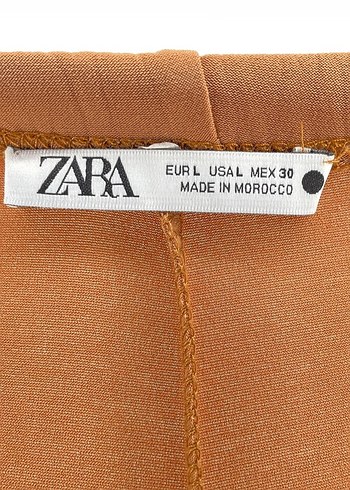 ZARA
EUR L USA L MEX 30
MADE IN MOROCCO